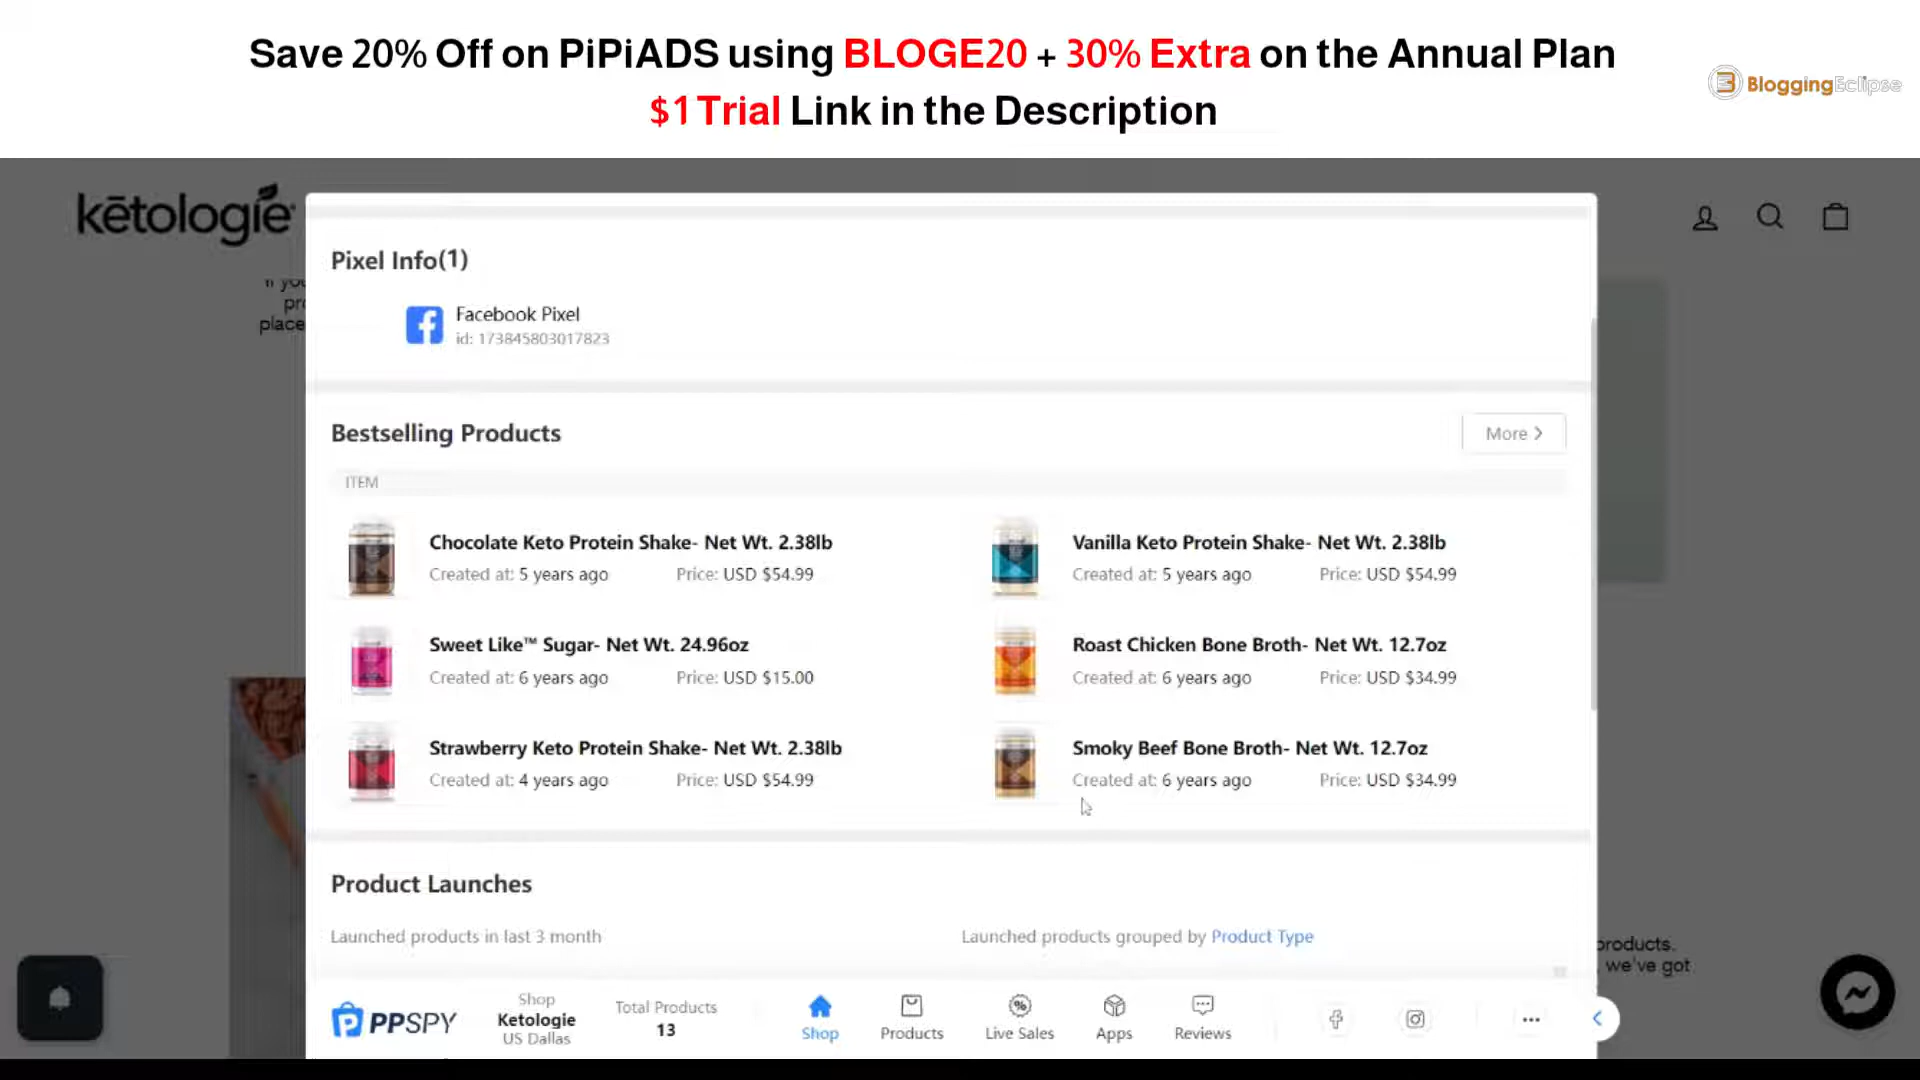 Save 20% Off on PiPiADS using BLOGE20 + 30% Extra on the Annual Plan
$1 Trial Link in the Description
BloggingEclipse
kētologie
If you
pro
place
Pixel Info(1)
Facebook Pixel
id: 173845803017823
Bestselling Products
More >
ITEM
Chocolate Keto Protein Shake- Net Wt. 2.38lb
Created at: 5 years ago Price: USD $54.99
Vanilla Keto Protein Shake- Net Wt. 2.38lb
Created at: 5 years ago Price: USD $54.99
Sweet Like™ Sugar- Net Wt. 24.96oz
Created at: 6 years ago Price: USD $15.00
Roast Chicken Bone Broth- Net Wt. 12.7oz
Created at: 6 years ago Price: USD $34.99
Strawberry Keto Protein Shake- Net Wt. 2.38lb
Created at: 4 years ago Price: USD $54.99
Smoky Beef Bone Broth- Net Wt. 12.7oz
Created at: 6 years ago Price: USD $34.99
Product Launches
Launched products in last 3 month
Launched products grouped by Product Type
products.
, we've got
PPSPY
Shop
Ketologie
US Dallas
Total Products
13
Shop
Products
Live Sales
Apps
Reviews